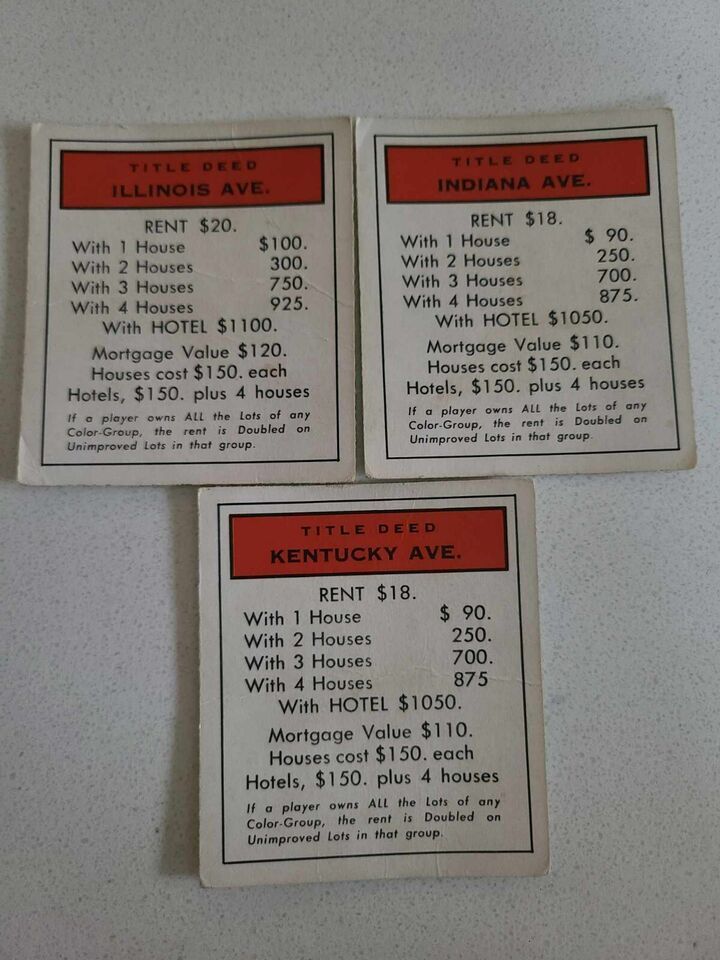 TITLE DEED
ILLINOIS AVE.
RENT $20.
With 1 House $100.
With 2 Houses 300.
With 3 Houses 750.
With 4 Houses 925.
With HOTEL $1100.
Mortgage Value $120.
Houses cost $150. each
Hotels, $150. plus 4 houses
If a player owns ALL the Lots of any
Color-Group, the rent is Doubled on
Unimproved Lots in that group.
TITLE DEED
INDIANA AVE.
RENT $18.
With 1 House $ 90.
With 2 Houses 250.
With 3 Houses 700.
With 4 Houses 875.
With HOTEL $1050.
Mortgage Value $110.
Houses cost $150. each
Hotels, $150. plus 4 houses
If a player owns ALL the Lots of any
Color-Group, the rent is Doubled on
Unimproved Lots in that group.
TITLE DEED
KENTUCKY AVE.
RENT $18.
With 1 House $ 90.
With 2 Houses 250.
With 3 Houses 700.
With 4 Houses 875
With HOTEL $1050.
Mortgage Value $110.
Houses cost $150. each
Hotels, $150. plus 4 houses
If a player owns ALL the Lots of any
Color-Group, the rent is Doubled on
Unimproved Lots in that group.